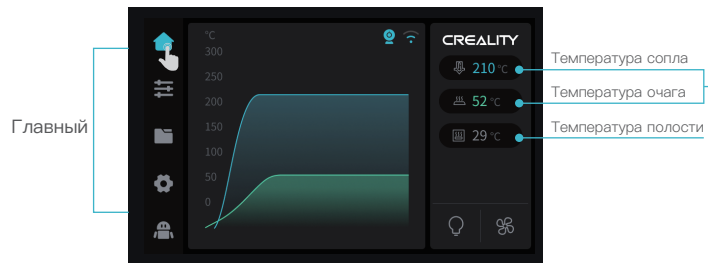 Главный
°C
300
250
200
150
100
50
0
CREALITY
210 °C
52 °C
29 °C
Температура сопла
Температура очага
Температура полости